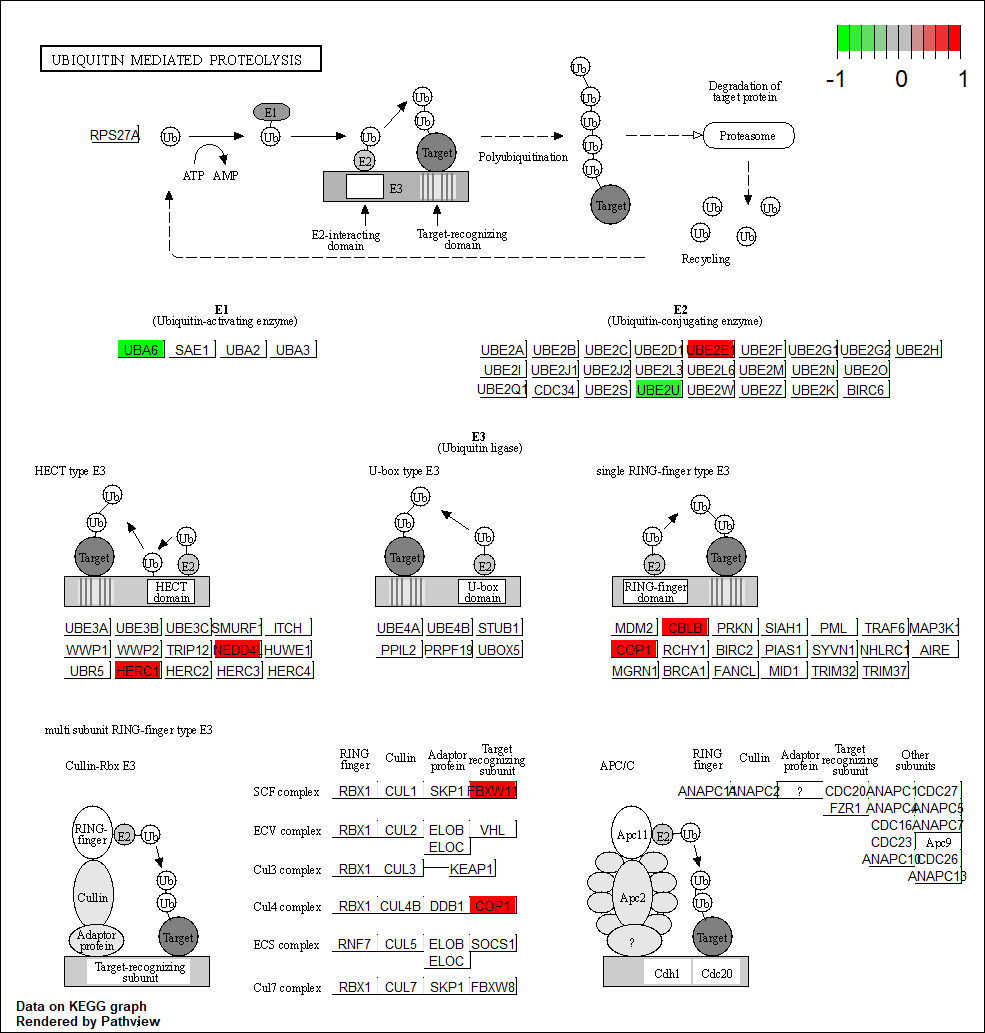 UBIQUITIN MEDIATED PROTEOLYSIS
-1 0 1
RPS27A
Ub
ATP AMP
E1
Ub
Ub
E2
Ub
Ub
Target
E3
E2-interacting
domain
Target-recognizing
domain
Polyubiquitination
Ub
Ub
Ub
Ub
Ub
Target
Degradation of
target protein
Proteasome
Ub
Ub
Ub
Ub
Recycling
E1
(Ubiquitin-activating enzyme)
UBA6 SAE1 UBA2 UBA3
E2
(Ubiquitin-conjugating enzyme)
UBE2A UBE2B UBE2C UBE2D1 UBE2E1 UBE2F UBE2G1 UBE2G2 UBE2H
UBE2I UBE2J1 UBE2J2 UBE2L3 UBE2L6 UBE2M UBE2N UBE2O
UBE2Q1 CDC34 UBE2S UBE2U UBE2W UBE2Z UBE2K BIRC6
E3
(Ubiquitin ligase)
HECT type E3
Ub
Ub
Target
Ub
Ub
E2
HECT
domain
UBE3A UBE3B UBE3C SMURF1 ITCH
WWP1 WWP2 TRIP12 NEDD4L HUWE1
UBR5 HERC1 HERC2 HERC3 HERC4
U-box type E3
Ub
Ub
Target
Ub
E2
U-box
domain
UBE4A UBE4B STUB1
PPIL2 PRPF19 UBOX5
single RING-finger type E3
Ub
Ub
Ub
E2
Target
RING-finger
domain
MDM2 CBLB PRKN SIAH1 PML TRAF6 MAP3K1
COP1 RCHY1 BIRC2 PIAS1 SYVN1 NHLRC1 AIRE
MGRN1 BRCA1 FANCL MID1 TRIM32 TRIM37
multi subunit RING-finger type E3
Cullin-Rbx E3
RING-
finger
E2
Ub
Cullin
Ub
Ub
Adaptor
protein
Target
Target-recognizing
subunit
RING
finger
Cullin
Adaptor
protein
Target
recognizing
subunit
SCF complex RBX1 CUL1 SKP1 FBXW11
ECV complex RBX1 CUL2 ELOB VHL
ELOC
Cul3 complex RBX1 CUL3 KEAP1
Cul4 complex RBX1 CUL4B DDB1 COP1
ECS complex RNF7 CUL5 ELOB SOCS1
ELOC
Cul7 complex RBX1 CUL7 SKP1 FBXW8
APC/C
RING
finger
Cullin
Adaptor
protein
Target
recognizing
subunit
Other
subunits
ANAPC11 ANAPC2 ? CDC20 ANAPC1 CDC27
FZR1 ANAPC4 ANAPC5
CDC16 ANAPC7
CDC23 Apc9
ANAPC10 CDC26
ANAPC13
Apc11
E2
Ub
Apc2
Ub
Ub
?
Target
Cdh1 Cdc20
Data on KEGG graph
Rendered by Pathview